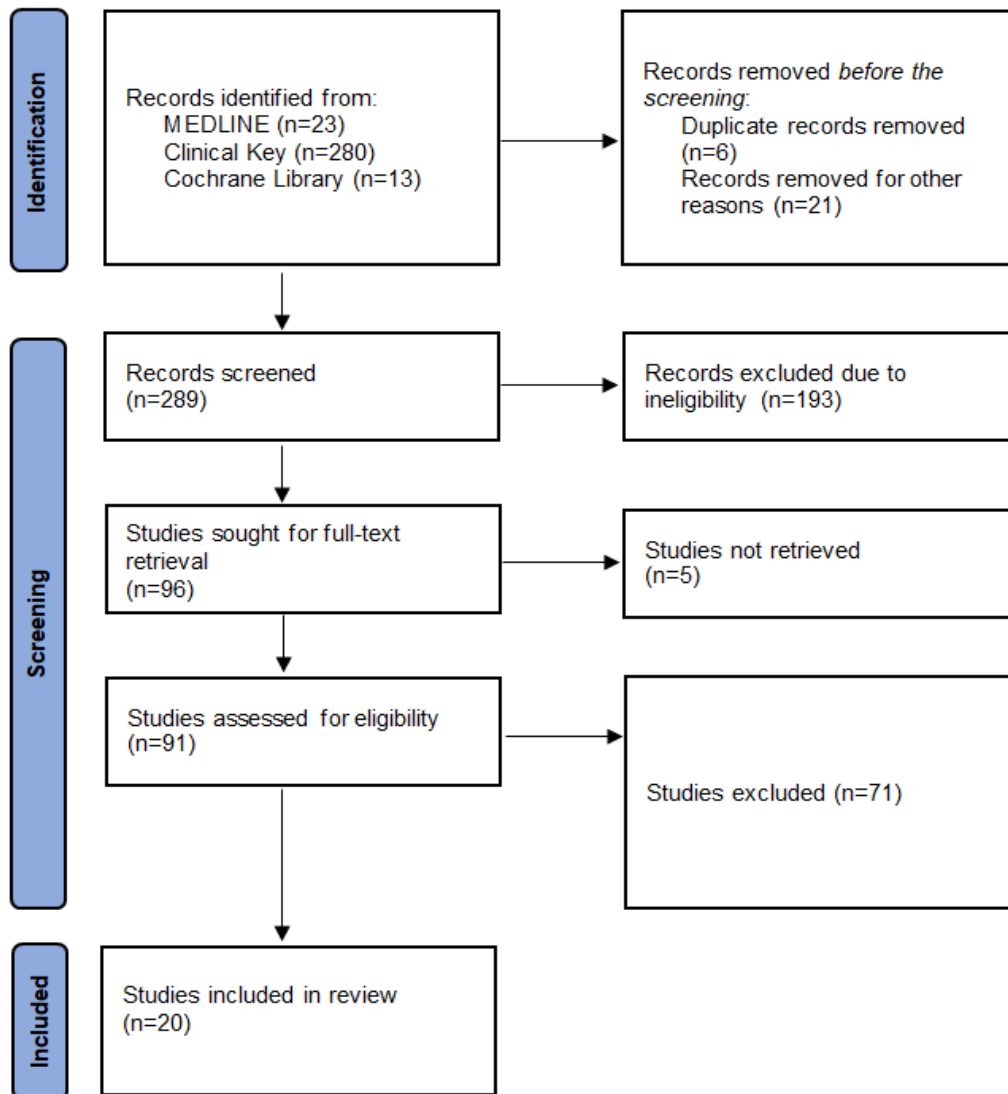 Identification
Records identified from:
MEDLINE (n=23)
Clinical Key (n=280)
Cochrane Library (n=13)
Records removed before the
screening:
Duplicate records removed
(n=6)
Records removed for other
reasons (n=21)
Screening
Records screened
(n=289)
Records excluded due to
ineligibility (n=193)
Studies sought for full-text
retrieval
(n=96)
Studies not retrieved
(n=5)
Studies assessed for eligibility
(n=91)
Studies excluded (n=71)
Included
Studies included in review
(n=20)